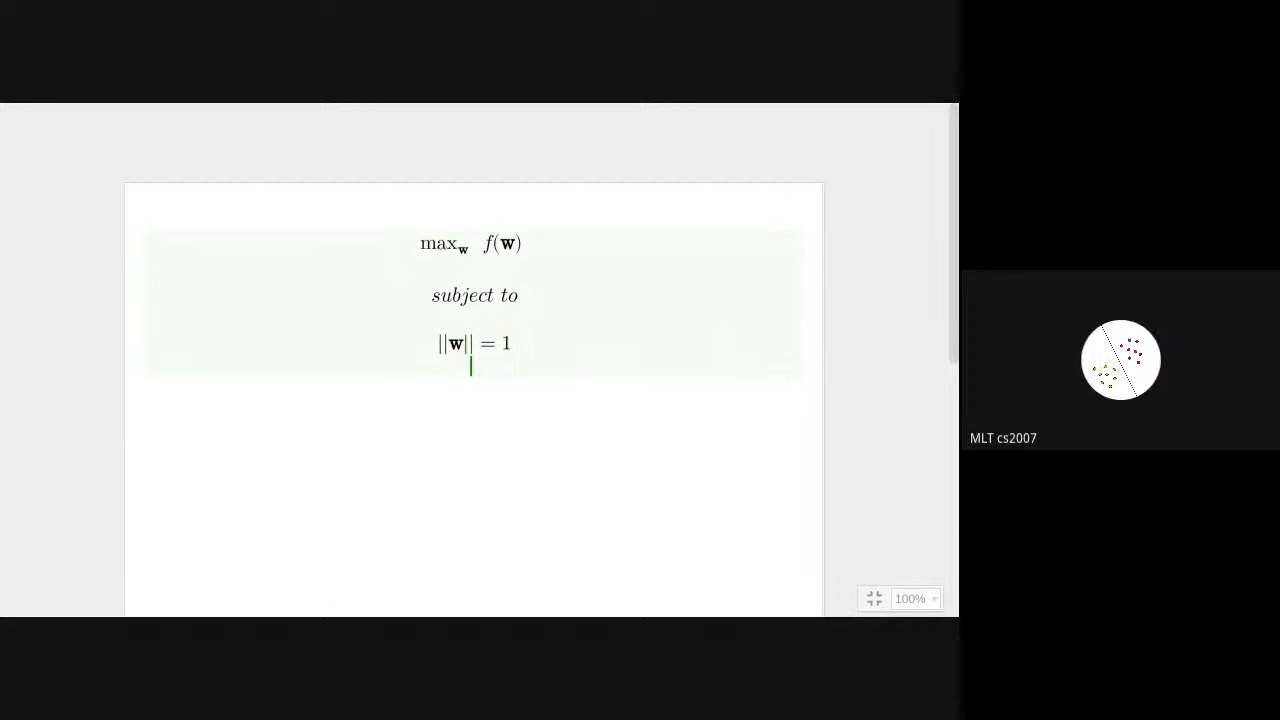 max_w f(w)
subject to
||w|| = 1
MLT cs2007
100%